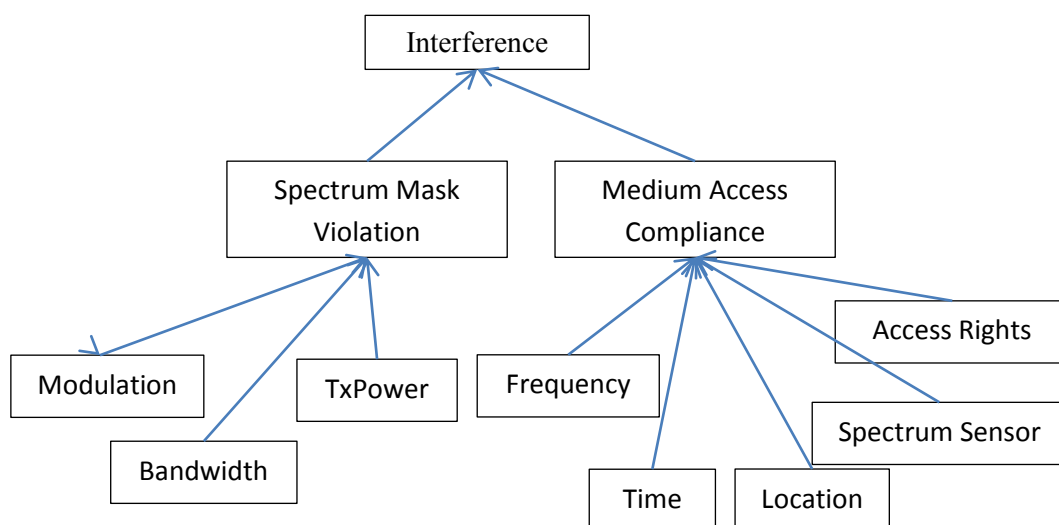 Interference
Spectrum Mask
Violation
Medium Access
Compliance
Access Rights
Modulation
TxPower
Frequency
Spectrum Sensor
Bandwidth
Time
Location